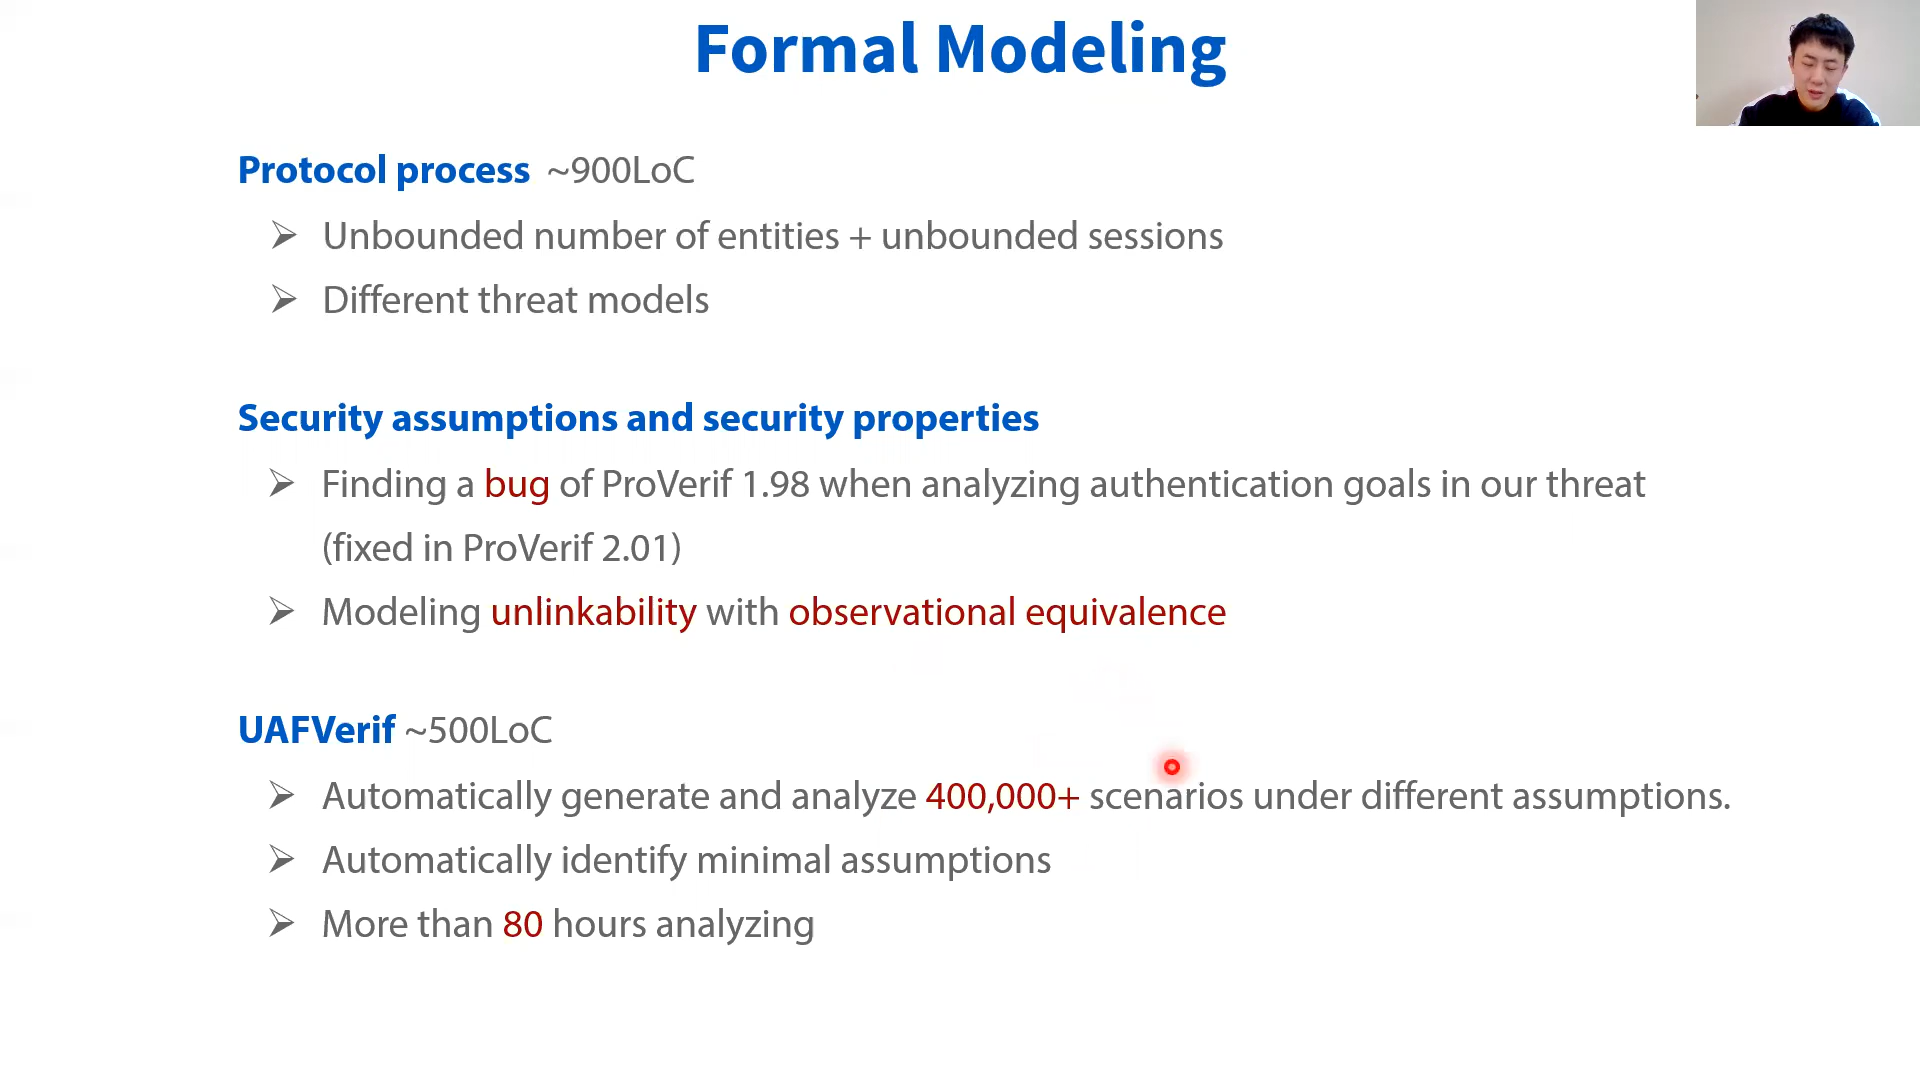 Formal Modeling
Protocol process ~900LoC
➢ Unbounded number of entities + unbounded sessions
➢ Different threat models
Security assumptions and security properties
➢ Finding a bug of ProVerif 1.98 when analyzing authentication goals in our threat
(fixed in ProVerif 2.01)
➢ Modeling unlinkability with observational equivalence
UAFVerif ~500LoC
➢ Automatically generate and analyze 400,000+ scenarios under different assumptions.
➢ Automatically identify minimal assumptions
➢ More than 80 hours analyzing